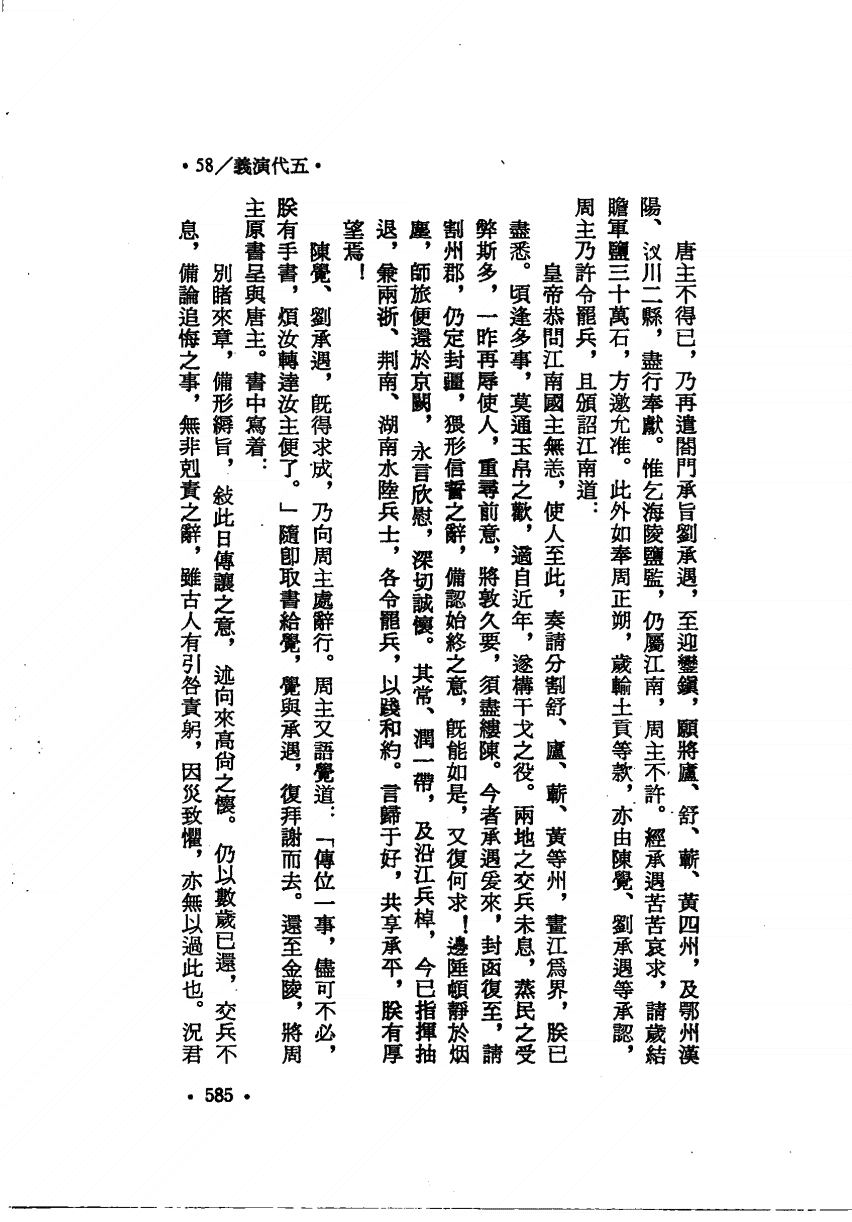 •58／義演代五•
唐主不得已，乃再遣閤門承旨劉承遇，至迎鑾鎮，願將廬、舒、蘄、黃四州，及鄂州漢
陽、汊川二縣，盡行奉獻。惟乞海陵鹽監，仍屬江南，周主不許。經承遇苦苦哀求，請歲結
贍軍鹽三十萬石，方邀允准。此外如奉周正朔，歲輸土貢等款，亦由陳覺、劉承遇等承認，
周主乃許令罷兵，且頒詔江南道：
皇帝恭問江南國主無恙，使人至此，奏請分割舒、廬、蘄、黃等州，畫江爲界，朕已
盡悉。頃逢多事，莫通玉帛之歡，適自近年，遂構干戈之役。兩地之交兵未息，蒸民之受
弊斯多，一昨再辱使人，重尋前意，將敦久要，須盡縷陳。今者承遇爰來，封函復至，請
割州郡，仍定封疆，猥形信誓之辭，備認始終之意，旣能如是，又復何求！邊陲頓靜於烟
塵，師旅便還於京闕，永言欣慰，深切誠懷。其常、潤一帶，及沿江兵棹，今已指揮抽
退，兼兩浙、荆南、湖南水陸兵士，各令罷兵，以踐和約。言歸于好，共享承平，朕有厚
望焉！
陳覺、劉承遇，旣得求成，乃向周主處辭行。周主又語覺道：「傳位一事，儘可不必，
朕有手書，煩汝轉達汝主便了。」隨卽取書給覺，覺與承遇，復拜謝而去。還至金陵，將周
主原書呈與唐主。書中寫着：
別睹來章，備形縟旨，敍此日傳讓之意，述向來高尙之懷。仍以數歲已還，交兵不
息，備論追悔之事，無非剋責之辭，雖古人有引咎責躬，因災致懼，亦無以過此也。況君
•585•